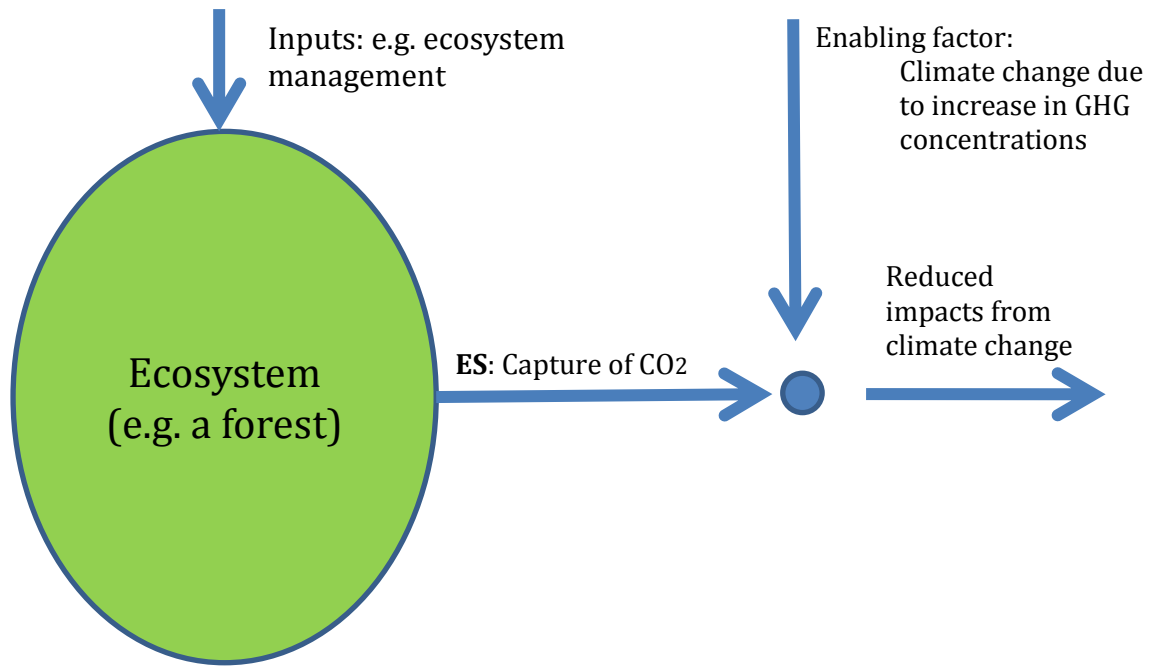 Inputs: e.g. ecosystem
management
Enabling factor:
Climate change due
to increase in GHG
concentrations
Reduced
impacts from
climate change
ES: Capture of CO2
Ecosystem
(e.g. a forest)